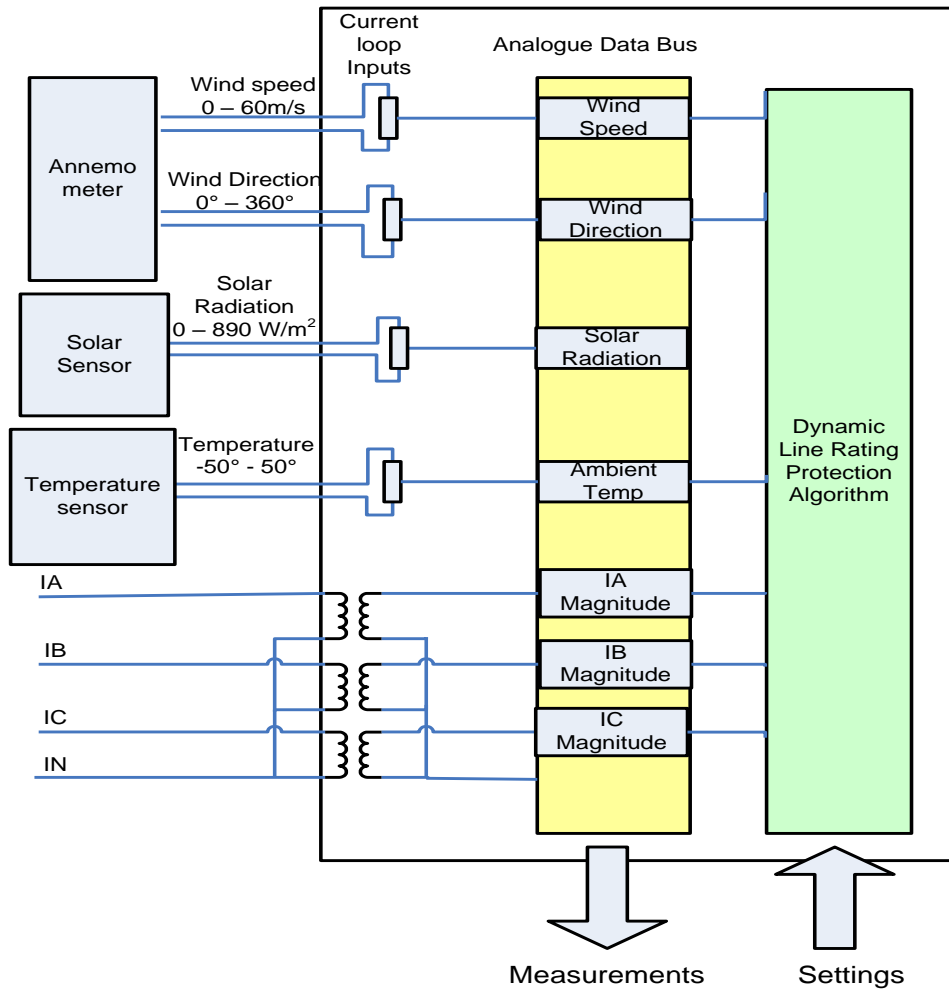 Current
loop
Inputs
Analogue Data Bus
Wind speed
0 – 60m/s
Wind
Speed
Annemo
meter
Wind Direction
0° – 360°
Wind
Direction
Solar
Radiation
0 – 890 W/m²
Solar
Sensor
Solar
Radiation
Temperature
-50° - 50°
Temperature
sensor
Ambient
Temp
Dynamic
Line Rating
Protection
Algorithm
IA
IA
Magnitude
IB
IB
Magnitude
IC
IC
Magnitude
IN
Measurements
Settings